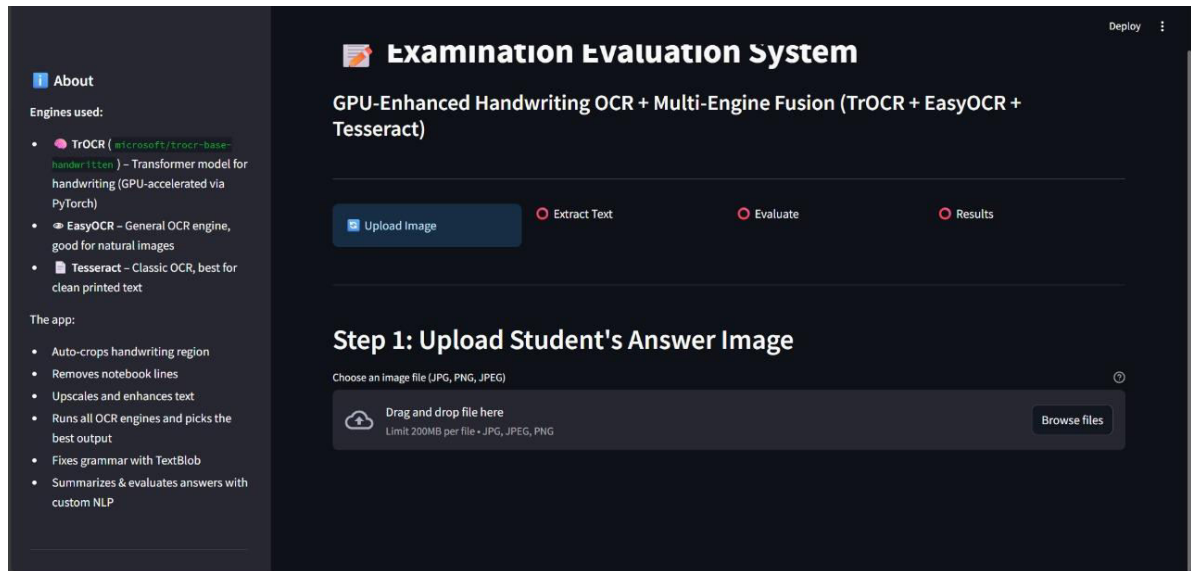 Deploy
Examination Evaluation System
About
Engines used:
TrOCR ( microsoft/trocr-base-
handwritten ) – Transformer model for
handwriting (GPU-accelerated via
PyTorch)
EasyOCR – General OCR engine,
good for natural images
Tesseract – Classic OCR, best for
clean printed text
The app:
Auto-crops handwriting region
Removes notebook lines
Upscales and enhances text
Runs all OCR engines and picks the
best output
Fixes grammar with TextBlob
Summarizes & evaluates answers with
custom NLP
GPU-Enhanced Handwriting OCR + Multi-Engine Fusion (TrOCR + EasyOCR +
Tesseract)
Upload Image
Extract Text
Evaluate
Results
Step 1: Upload Student's Answer Image
Choose an image file (JPG, PNG, JPEG)
Drag and drop file here
Limit 200MB per file • JPG, JPEG, PNG
Browse files